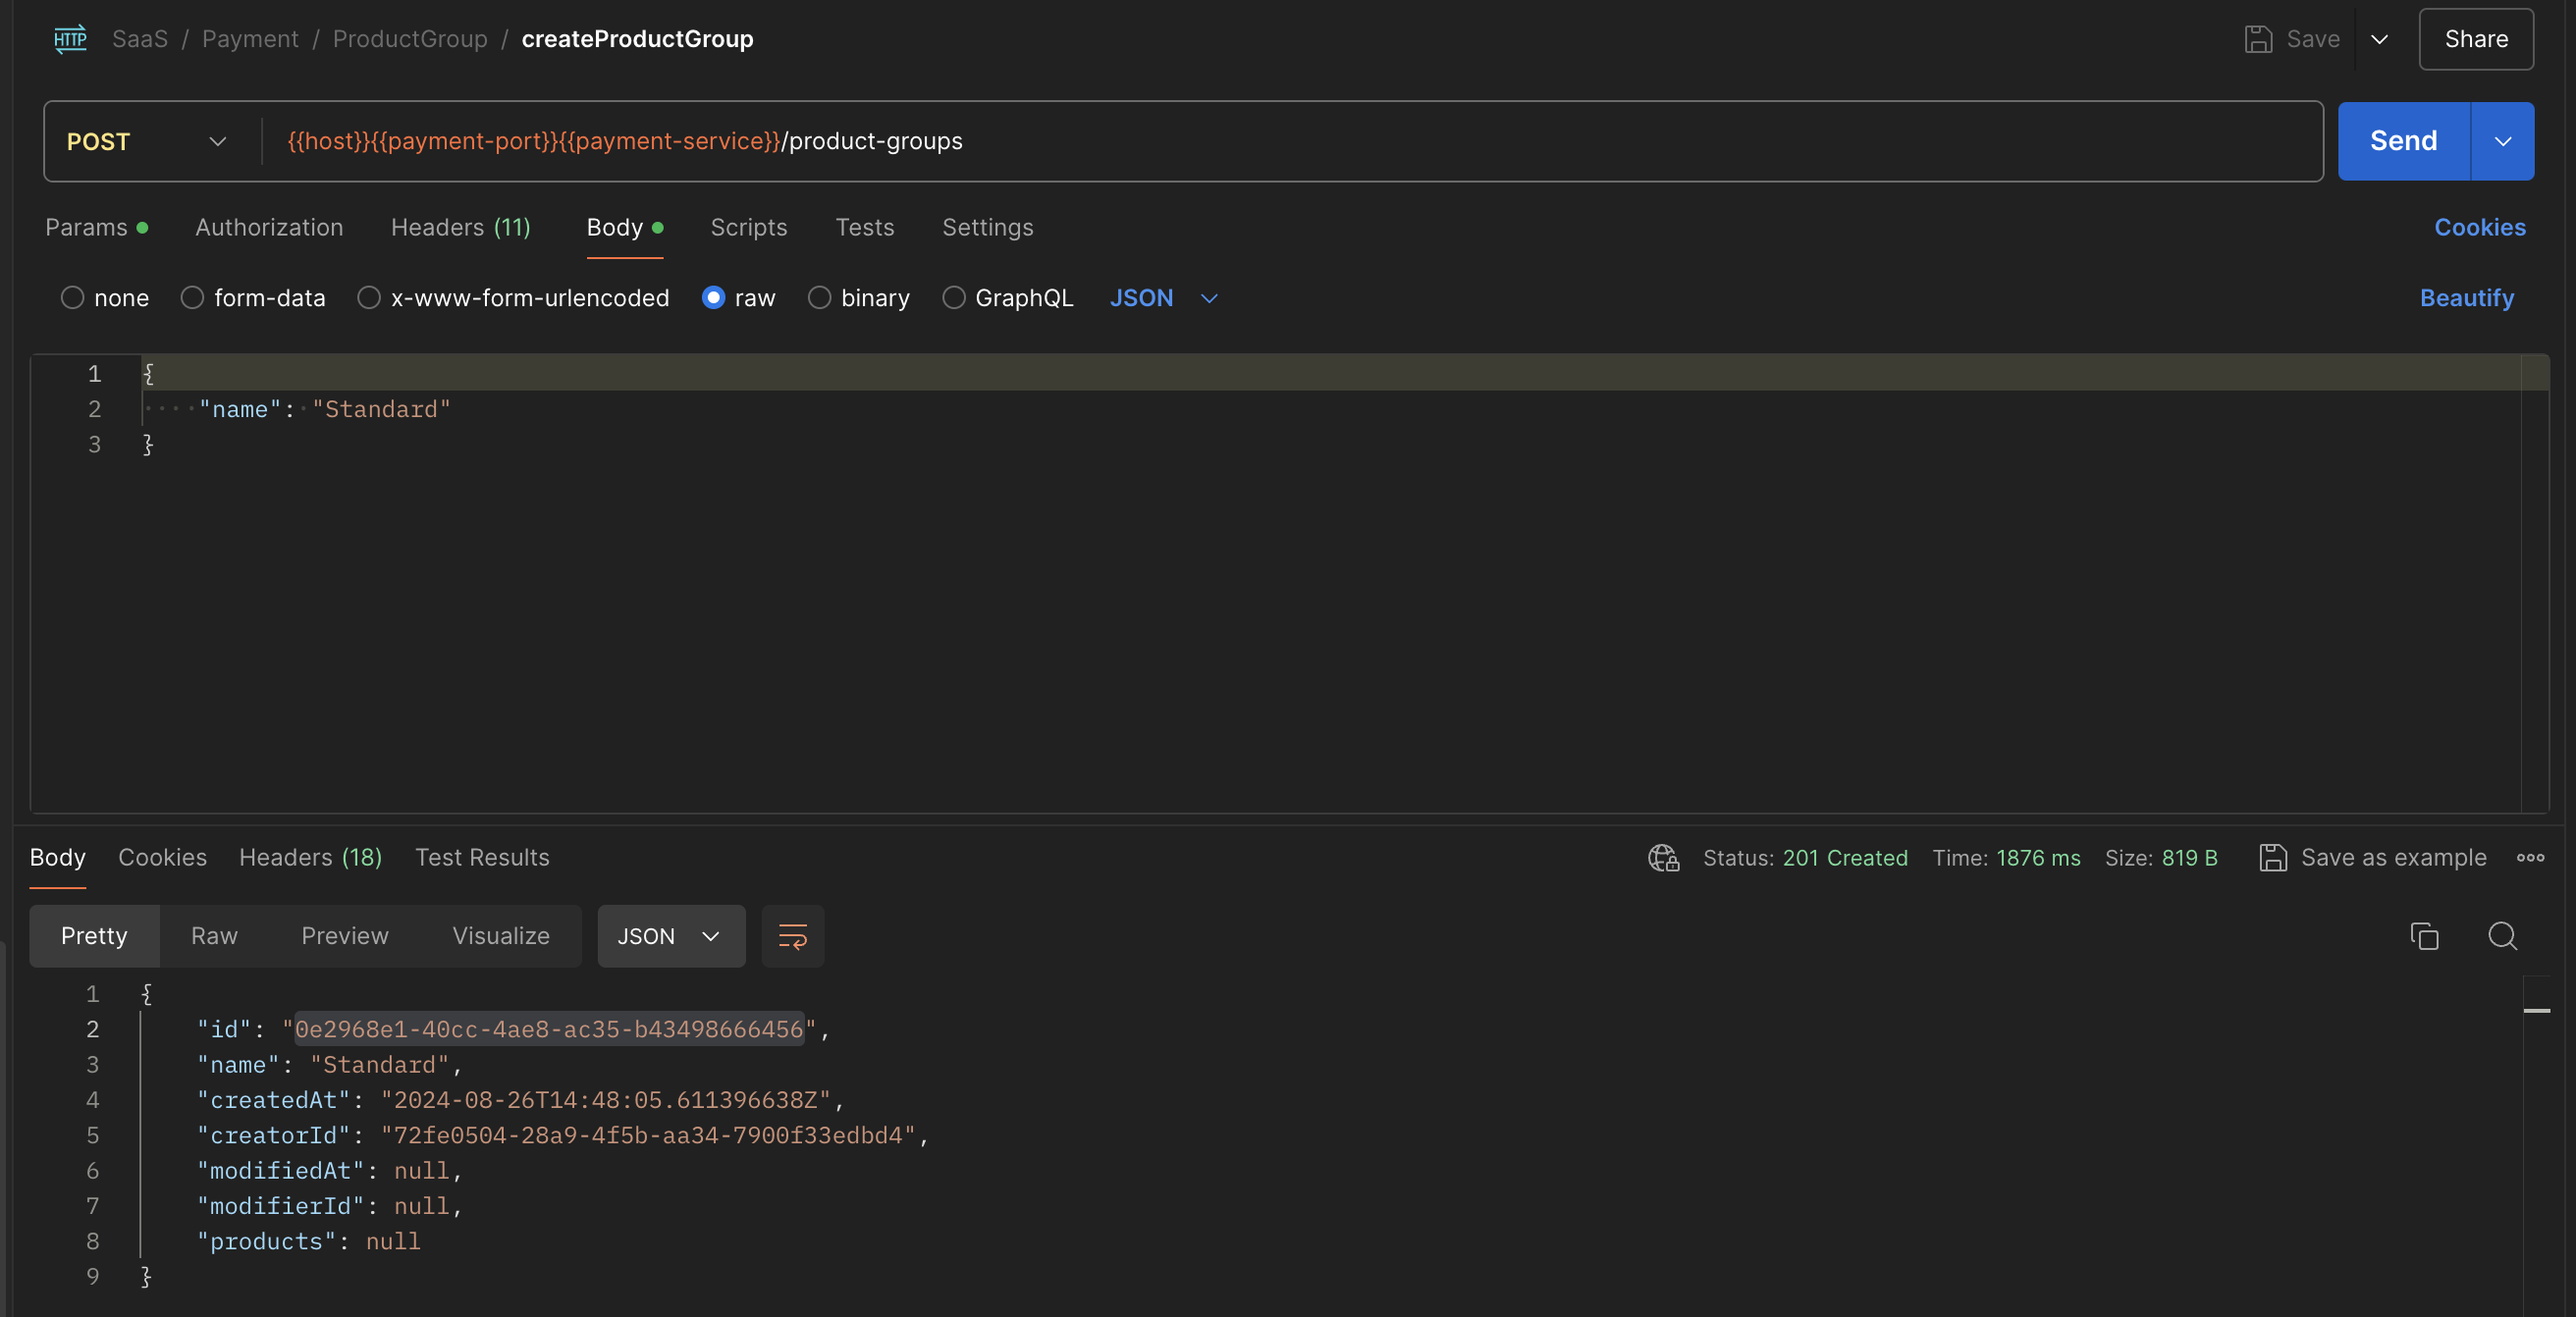 HTTP SaaS / Payment / ProductGroup / createProductGroup Save Share
POST {{host}}{{payment-port}}{{payment-service}}/product-groups Send
Params Authorization Headers (11) Body Scripts Tests Settings Cookies
none form-data x-www-form-urlencoded raw binary GraphQL JSON Beautify
1 {
2 "name": "Standard"
3 }
Body Cookies Headers (18) Test Results Status: 201 Created Time: 1876 ms Size: 819 B Save as example
Pretty Raw Preview Visualize JSON
1 {
2 "id": "0e2968e1-40cc-4ae8-ac35-b43498666456",
3 "name": "Standard",
4 "createdAt": "2024-08-26T14:48:05.611396638Z",
5 "creatorId": "72fe0504-28a9-4f5b-aa34-7900f33edbd4",
6 "modifiedAt": null,
7 "modifierId": null,
8 "products": null
9 }